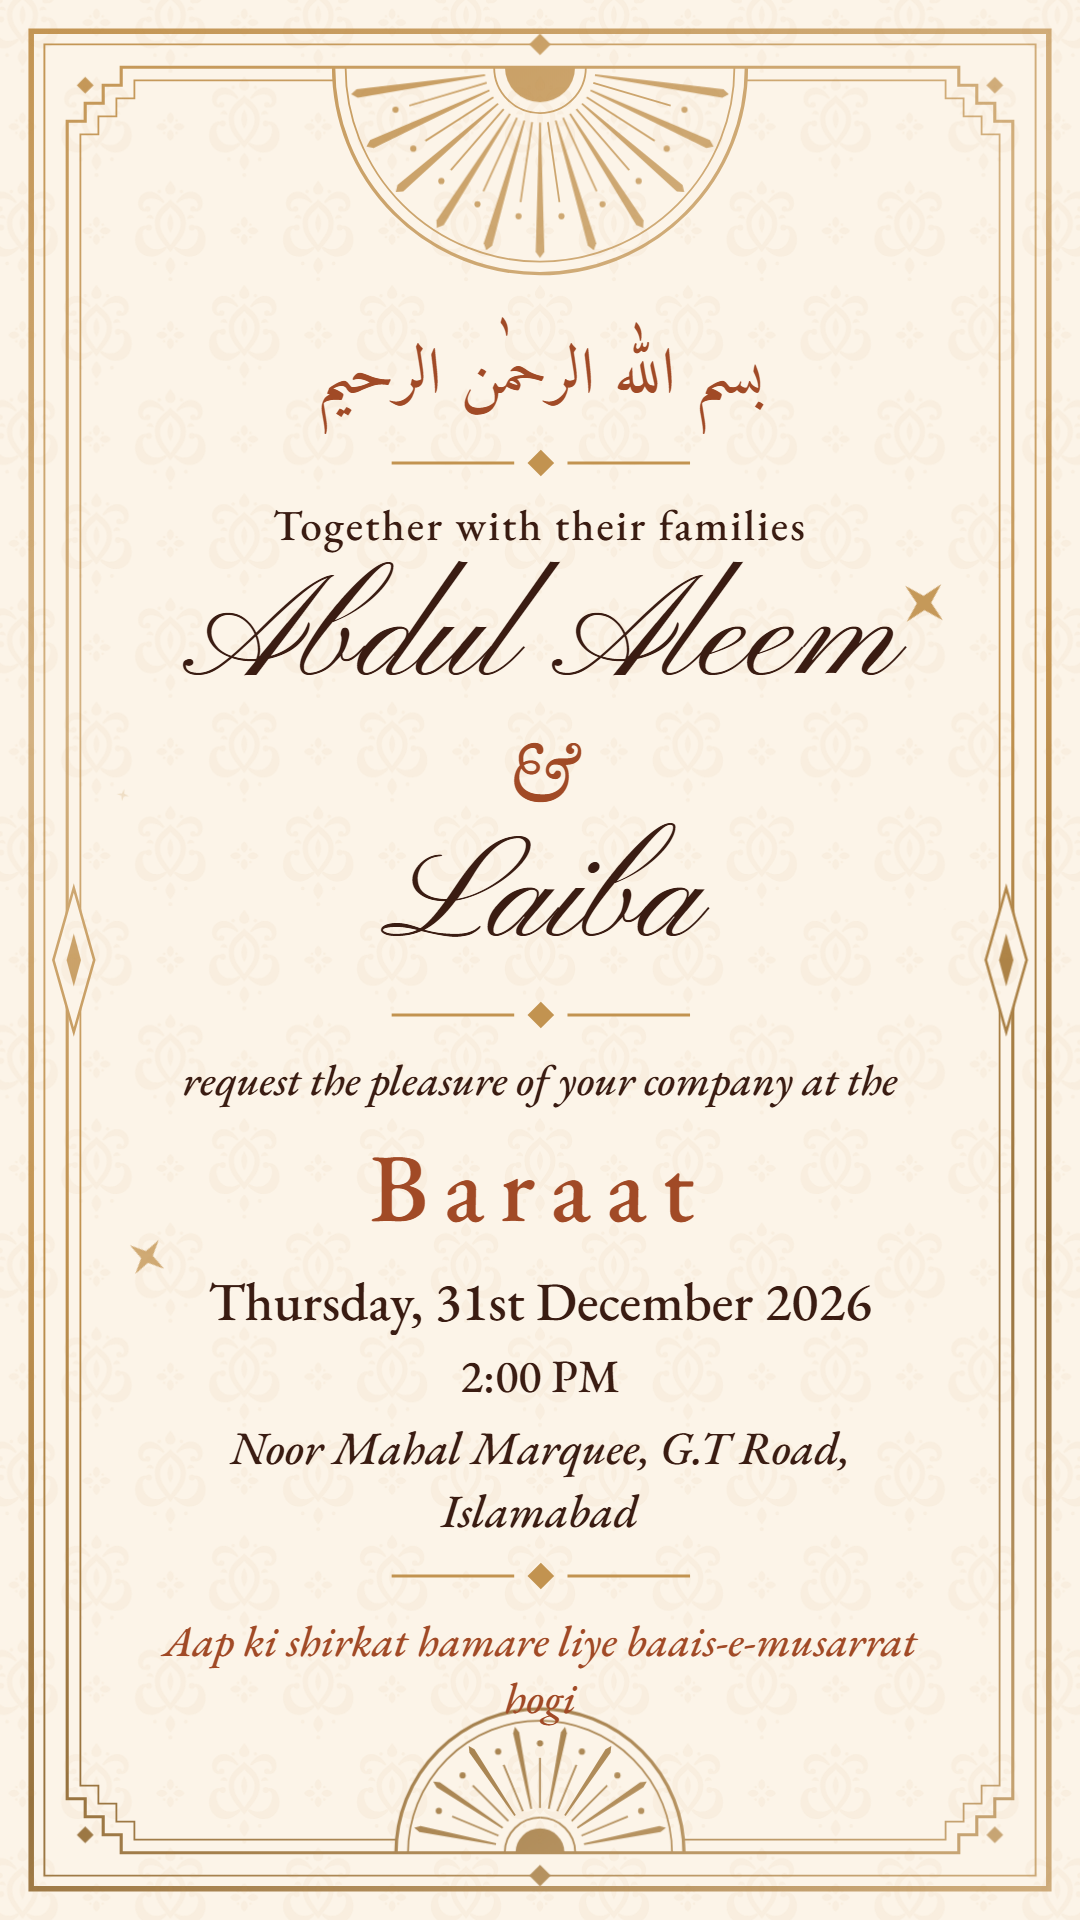 بسم الله الرحمٰن الرحيم
Together with their families
Abdul Aleem
&
Laiba
request the pleasure of your company at the
Baraat
Thursday, 31st December 2026
2:00 PM
Noor Mahal Marquee, G.T Road,
Islamabad
Aap ki shirkat hamare liye baais-e-musarrat
hogi